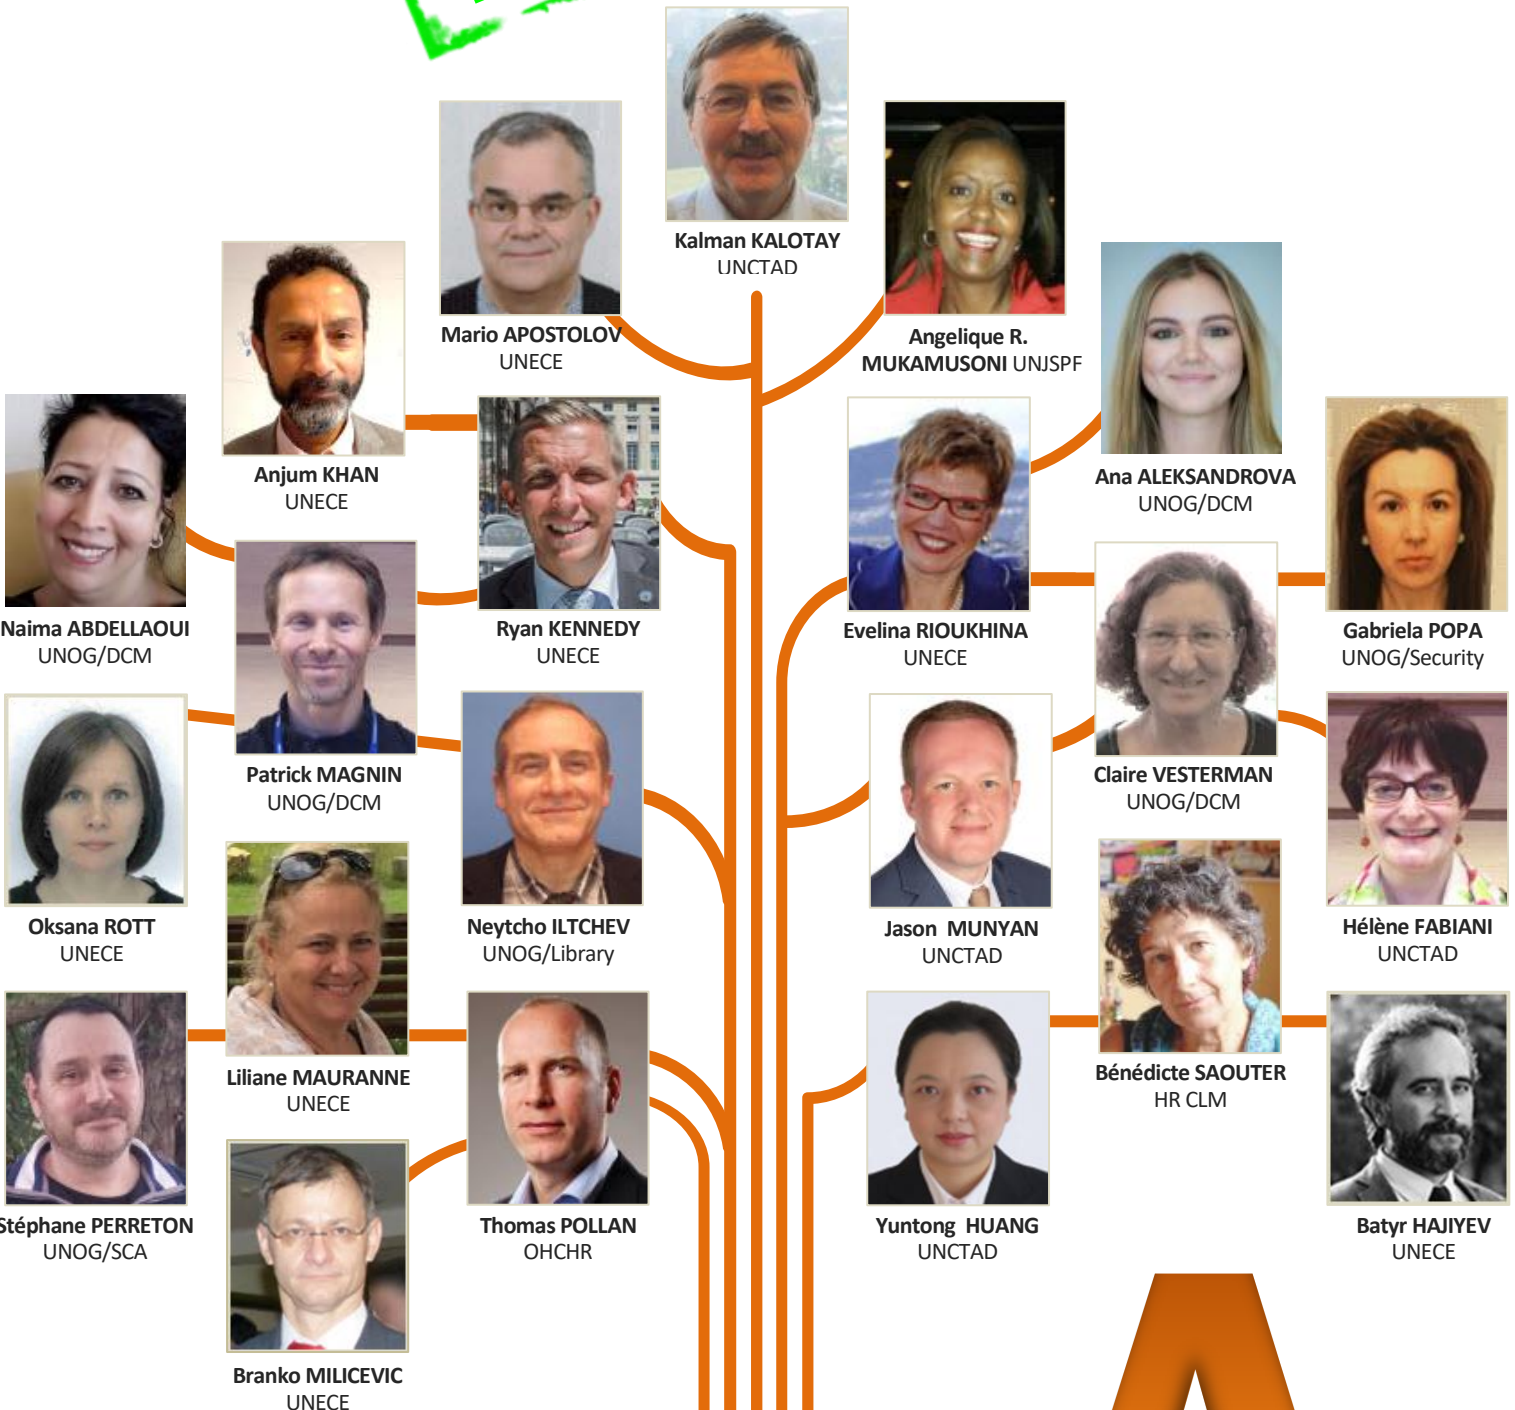 Kalman KALOTAY
UNCTAD
Mario APOSTOLOV
UNECE
Angelique R.
MUKAMUSONI UNJSPF
Anjum KHAN
UNECE
Ana ALEKSANDROVA
UNOG/DCM
Naima ABDELLAOUI
UNOG/DCM
Ryan KENNEDY
UNECE
Evelina RIOUKHINA
UNECE
Gabriela POPA
UNOG/Security
Patrick MAGNIN
UNOG/DCM
Claire VESTERMAN
UNOG/DCM
Oksana ROTT
UNECE
Neytcho ILTCHEV
UNOG/Library
Jason MUNYAN
UNCTAD
Hélène FABIANI
UNCTAD
Liliane MAURANNE
UNECE
Bénédicte SAOUTER
HR CLM
Stéphane PERRETON
UNOG/SCA
Thomas POLLAN
OHCHR
Yuntong HUANG
UNCTAD
Batyr HAJIYEV
UNECE
Branko MILICEVIC
UNECE
A